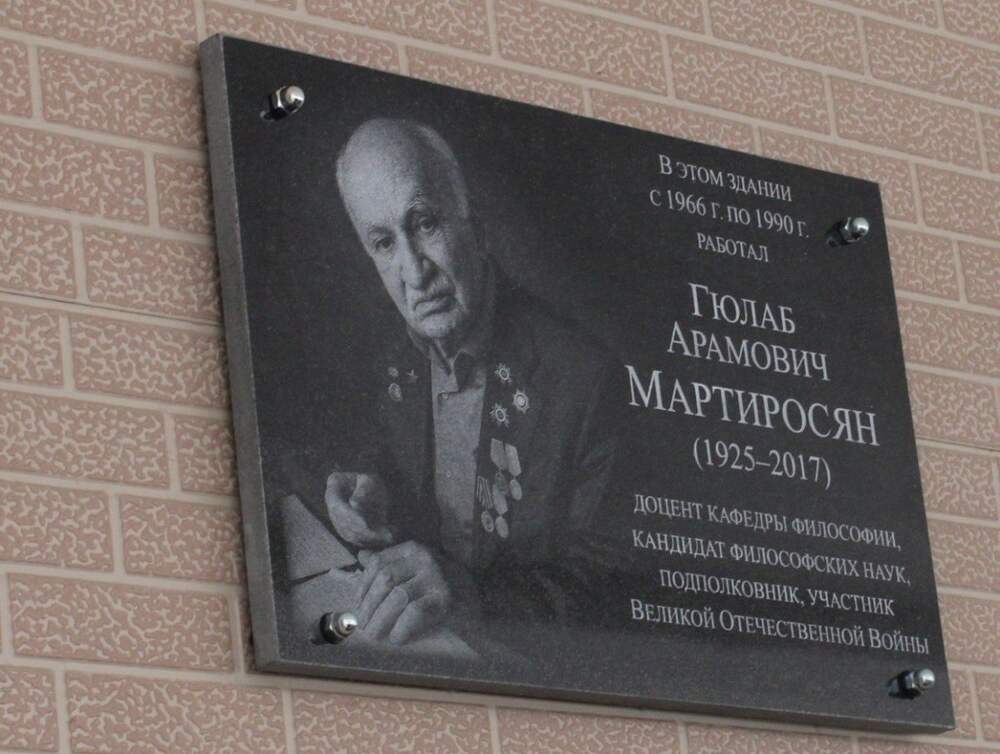 В ЭТОМ ЗДАНИИ
С 1966 Г. ПО 1990 Г.
РАБОТАЛ
ГЮЛАБ
АРАМОВИЧ
МАРТИРОСЯН
(1925–2017)
ДОЦЕНТ КАФЕДРЫ ФИЛОСОФИИ,
КАНДИДАТ ФИЛОСОФСКИХ НАУК,
ПОДПОЛКОВНИК, УЧАСТНИК
ВЕЛИКОЙ ОТЕЧЕСТВЕННОЙ ВОЙНЫ